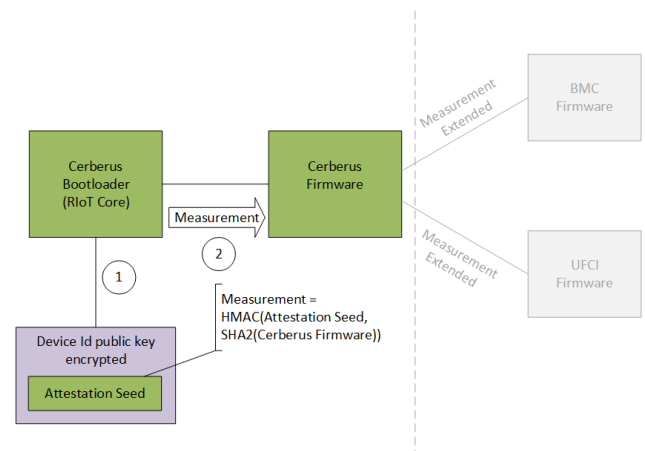 Cerberus
Bootloader
(RIoT Core)
Measurement
Cerberus
Firmware
Measurement
Extended
BMC
Firmware
Measurement
Extended
UFCI
Firmware
1
2
Measurement =
HMAC(Attestation Seed,
SHA2(Cerberus Firmware))
Device Id public key
encrypted
Attestation Seed